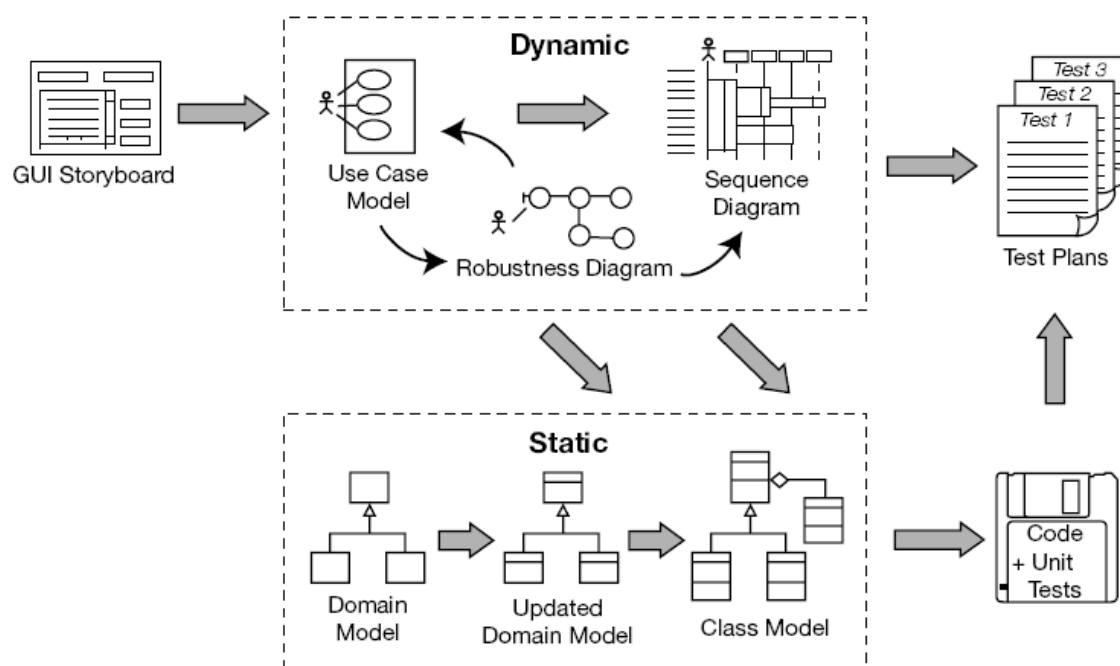 Dynamic
Test 3
Test 2
Test 1
GUI Storyboard
Use Case
Model
Sequence
Diagram
Robustness Diagram
Test Plans
Static
Code
+ Unit
Tests
Domain
Model
Updated
Domain Model
Class Model